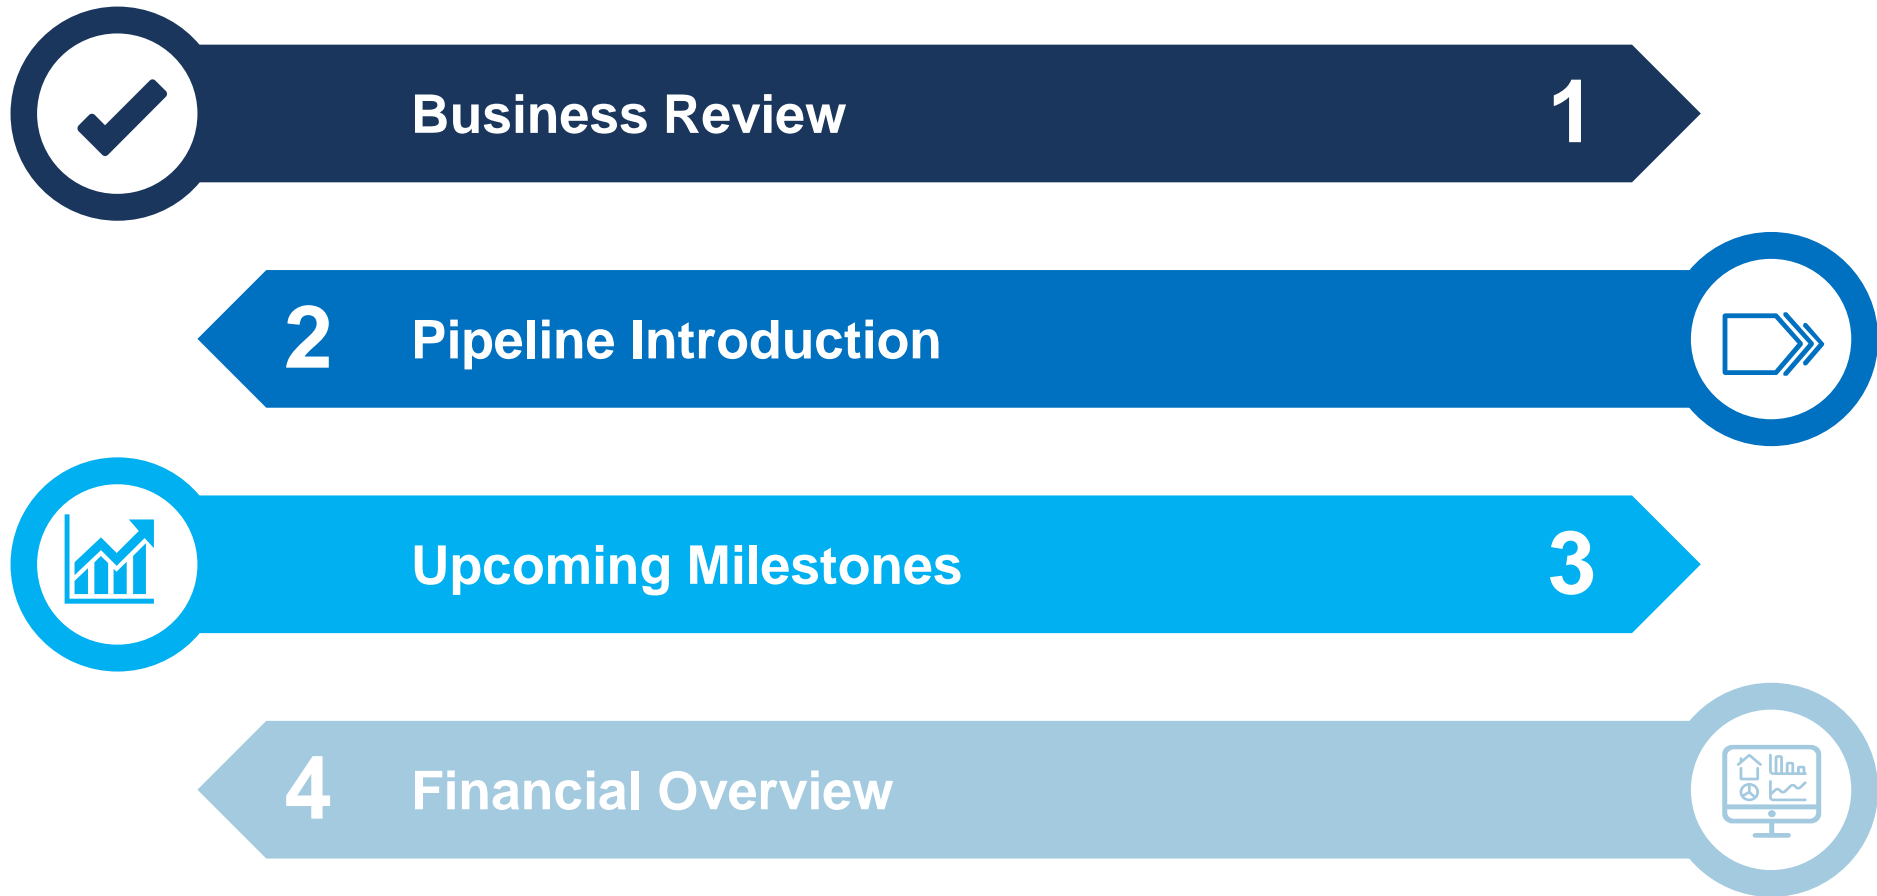 Business Review 1
2 Pipeline Introduction
Upcoming Milestones 3
4 Financial Overview